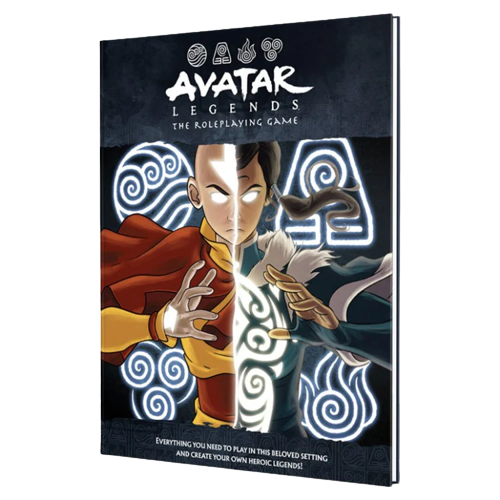 AVATAR
LEGENDS
THE ROLEPLAYING GAME
EVERYTHING YOU NEED TO PLAY IN THIS BELOVED SETTING
AND CREATE YOUR OWN HEROIC LEGENDS!